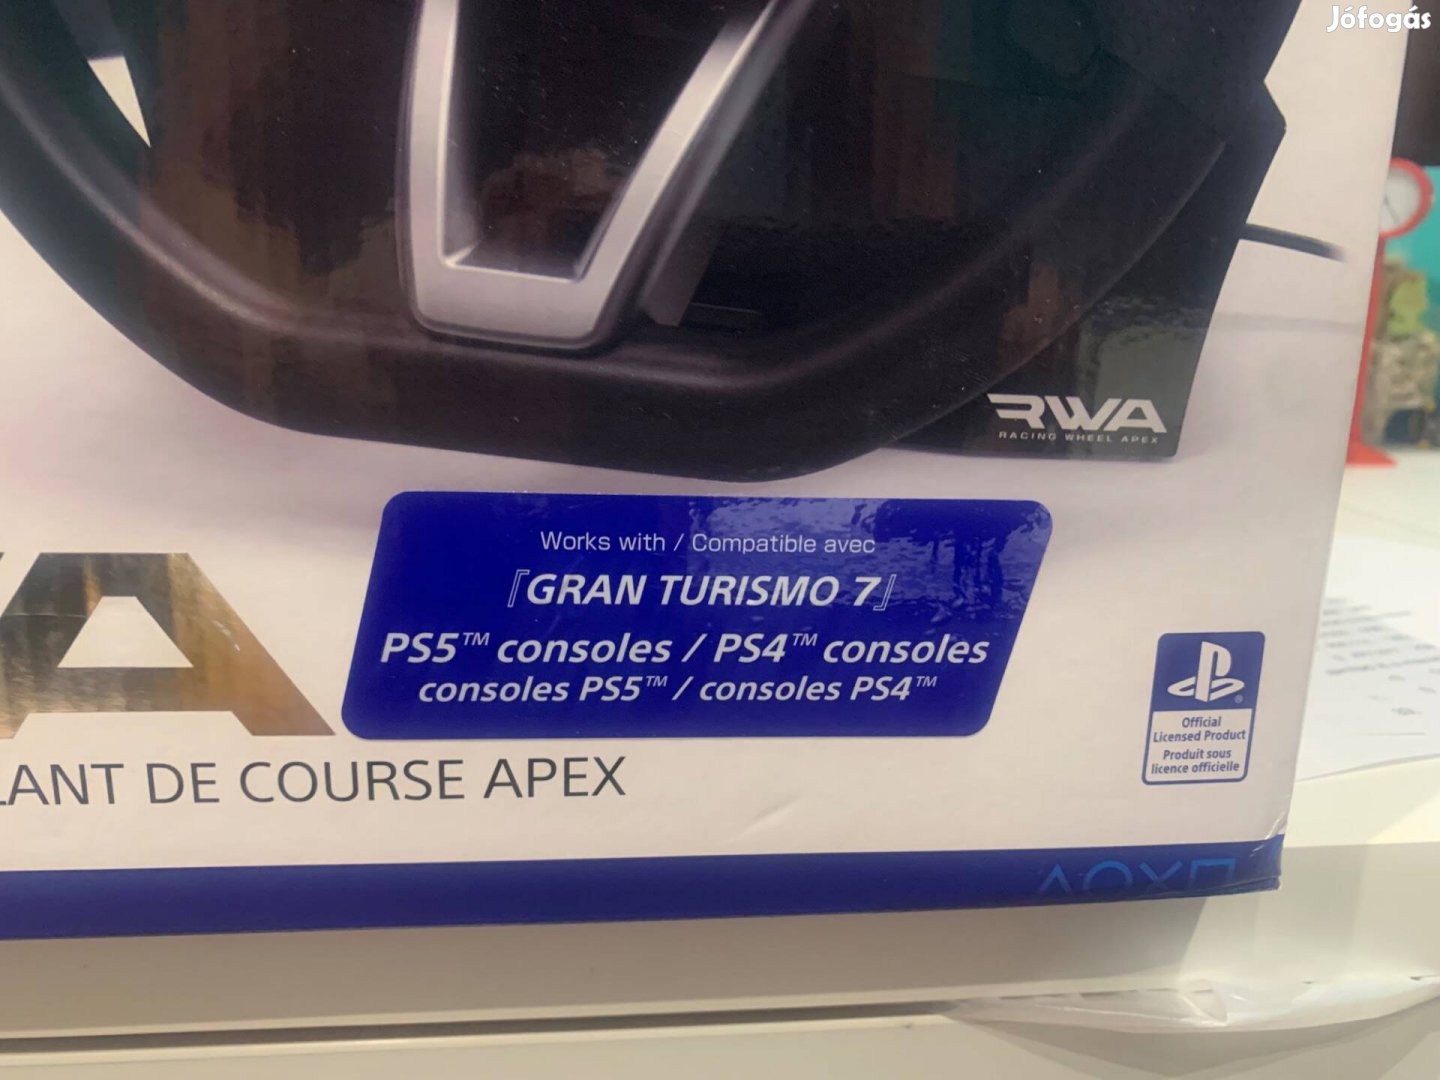 Jófogás
RWA
RACING WHEEL APEX
Works with / Compatible avec
『GRAN TURISMO 7』
PS5™ consoles / PS4™ consoles
consoles PS5™ / consoles PS4™
A
LANT DE COURSE APEX
Official
Licensed Product
Produit sous
licence officielle